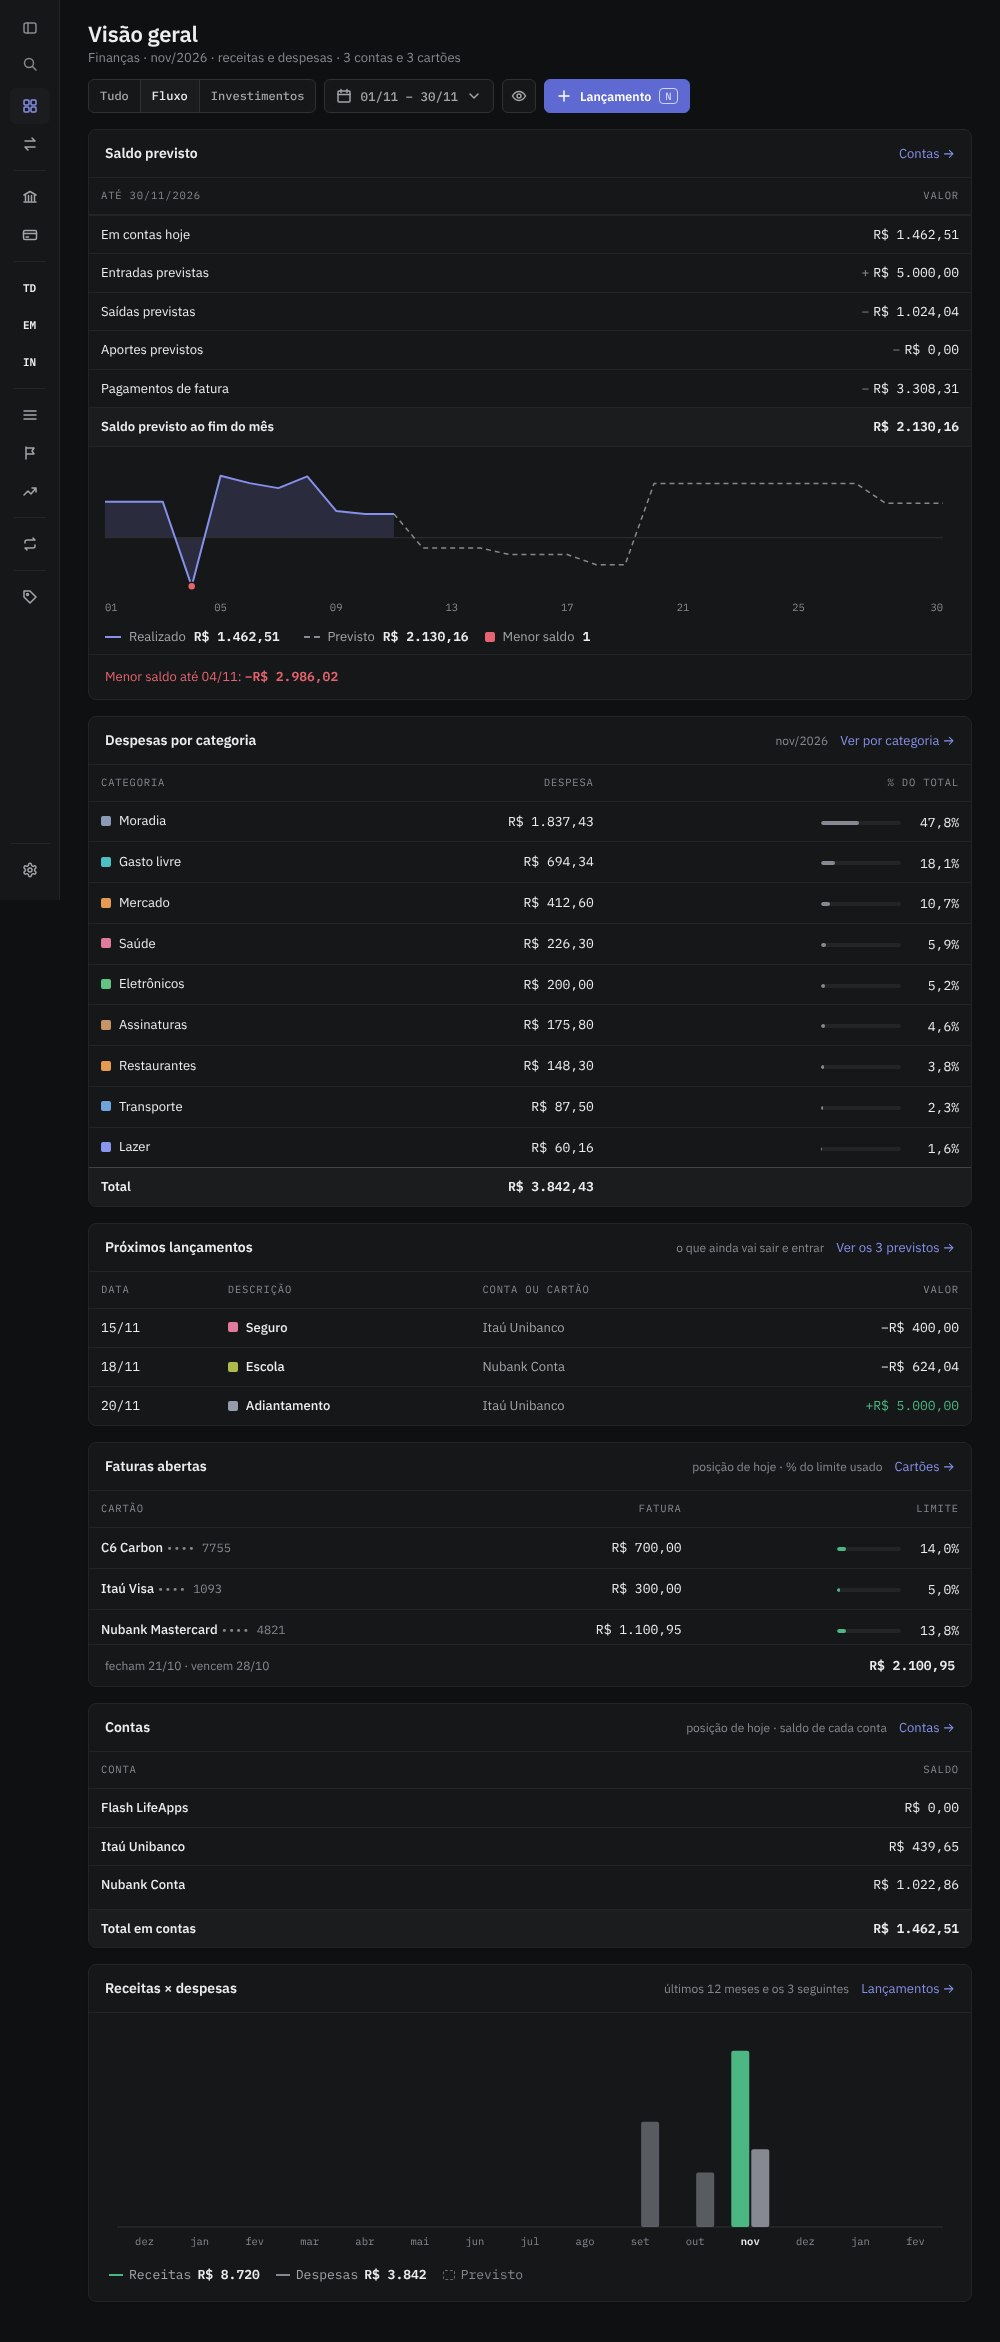 Visão geral
Finanças · nov/2026 · receitas e despesas · 3 contas e 3 cartões
Tudo Fluxo Investimentos 01/11 – 30/11 Lançamento N
TD
EM
IN
Saldo previsto Contas →
ATÉ 30/11/2026 VALOR
Em contas hoje R$ 1.462,51
Entradas previstas + R$ 5.000,00
Saídas previstas − R$ 1.024,04
Aportes previstos − R$ 0,00
Pagamentos de fatura − R$ 3.308,31
Saldo previsto ao fim do mês R$ 2.130,16
01 05 09 13 17 21 25 30
Realizado R$ 1.462,51 Previsto R$ 2.130,16 Menor saldo 1
Menor saldo até 04/11: −R$ 2.986,02
Despesas por categoria nov/2026 Ver por categoria →
CATEGORIA DESPESA % DO TOTAL
Moradia R$ 1.837,43 47,8%
Gasto livre R$ 694,34 18,1%
Mercado R$ 412,60 10,7%
Saúde R$ 226,30 5,9%
Eletrônicos R$ 200,00 5,2%
Assinaturas R$ 175,80 4,6%
Restaurantes R$ 148,30 3,8%
Transporte R$ 87,50 2,3%
Lazer R$ 60,16 1,6%
Total R$ 3.842,43
Próximos lançamentos o que ainda vai sair e entrar Ver os 3 previstos →
DATA DESCRIÇÃO CONTA OU CARTÃO VALOR
15/11 Seguro Itaú Unibanco −R$ 400,00
18/11 Escola Nubank Conta −R$ 624,04
20/11 Adiantamento Itaú Unibanco +R$ 5.000,00
Faturas abertas posição de hoje · % do limite usado Cartões →
CARTÃO FATURA LIMITE
C6 Carbon •••• 7755 R$ 700,00 14,0%
Itaú Visa •••• 1093 R$ 300,00 5,0%
Nubank Mastercard •••• 4821 R$ 1.100,95 13,8%
fecham 21/10 · vencem 28/10 R$ 2.100,95
Contas posição de hoje · saldo de cada conta Contas →
CONTA SALDO
Flash LifeApps R$ 0,00
Itaú Unibanco R$ 439,65
Nubank Conta R$ 1.022,86
Total em contas R$ 1.462,51
Receitas × despesas últimos 12 meses e os 3 seguintes Lançamentos →
dez jan fev mar abr mai jun jul ago set out nov dez jan fev
Receitas R$ 8.720 Despesas R$ 3.842 Previsto